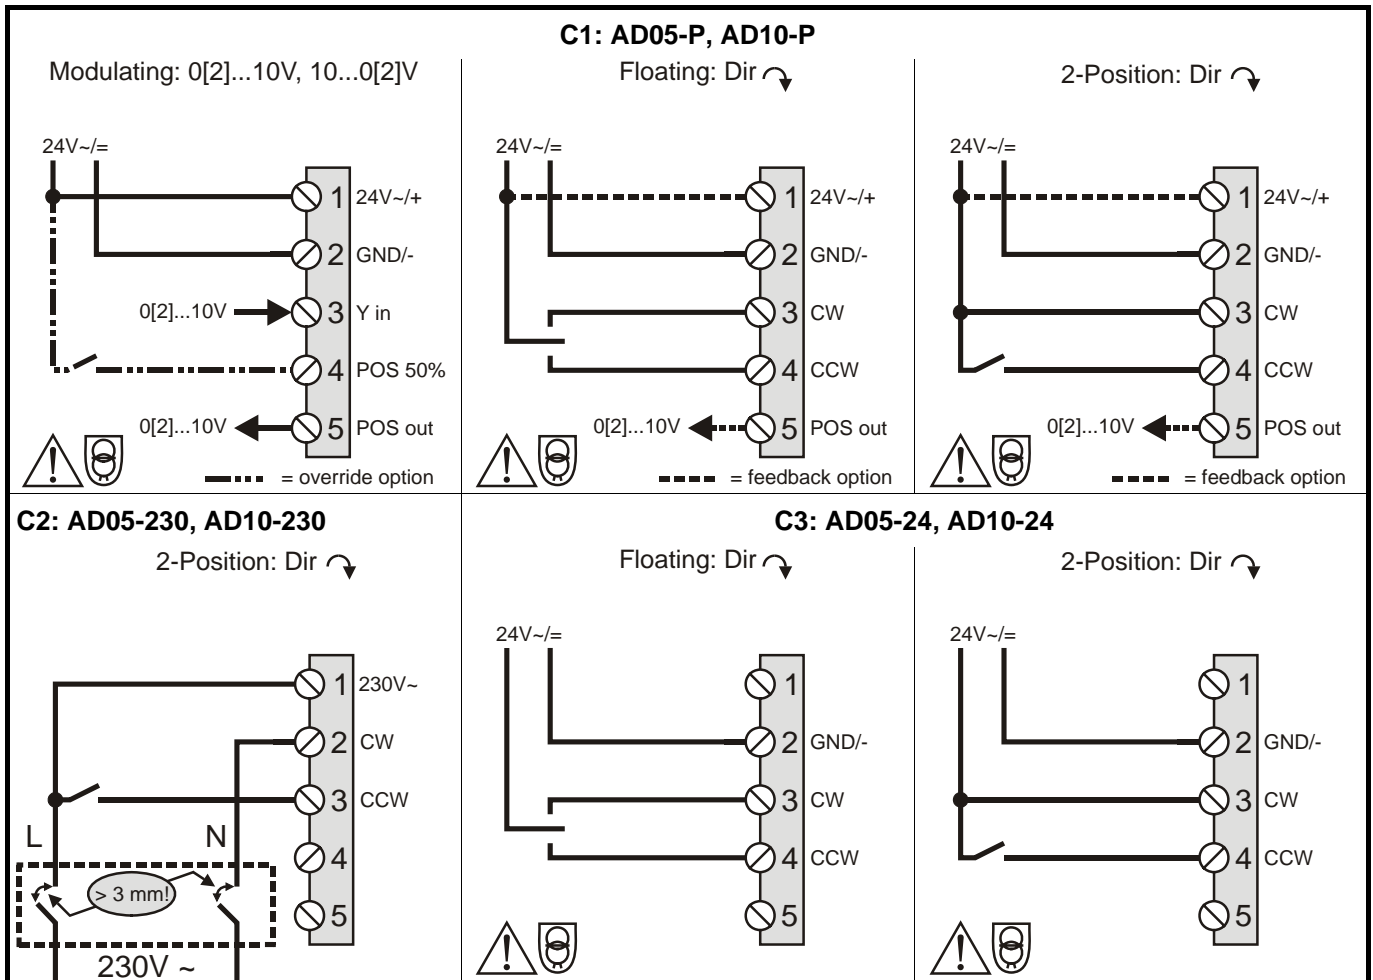 C1: AD05-P, AD10-P
Modulating: 0[2]...10V, 10...0[2]V
24V~/=
1 24V~/+
2 GND/-
0[2]...10V 3 Y in
4 POS 50%
0[2]...10V 5 POS out
! = override option
Floating: Dir
24V~/=
1 24V~/+
2 GND/-
3 CW
4 CCW
0[2]...10V 5 POS out
! = feedback option
2-Position: Dir
24V~/=
1 24V~/+
2 GND/-
3 CW
4 CCW
0[2]...10V 5 POS out
! = feedback option
C2: AD05-230, AD10-230
2-Position: Dir
1 230V~
2 CW
3 CCW
L N
4
> 3 mm!
5
230V ~
C3: AD05-24, AD10-24
Floating: Dir
24V~/=
1
2 GND/-
3 CW
4 CCW
5
!
2-Position: Dir
24V~/=
1
2 GND/-
3 CW
4 CCW
5
!